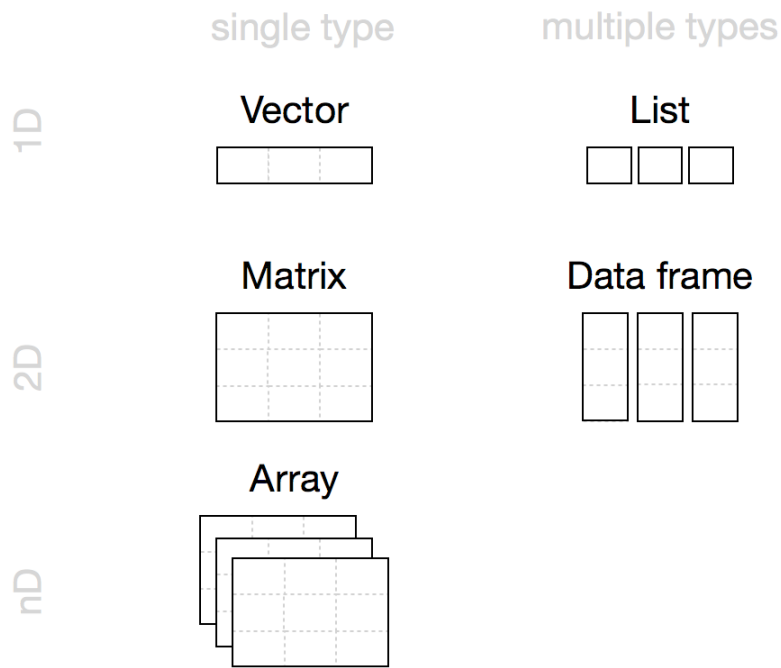 single type
multiple types
1D
Vector
List
2D
Matrix
Data frame
nD
Array